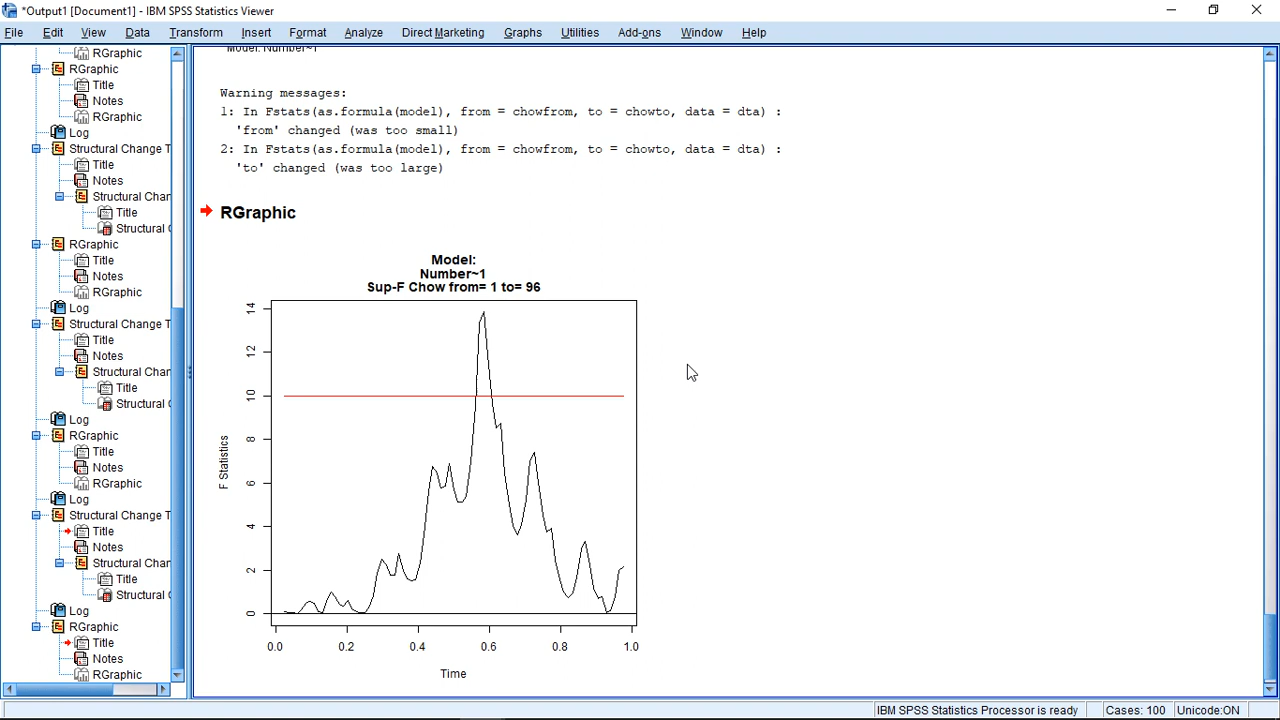 *Output1 [Document1] - IBM SPSS Statistics Viewer
File Edit View Data Transform Insert Format Analyze Direct Marketing Graphs Utilities Add-ons Window Help
RGraphic
RGraphic
Title
Notes
RGraphic
Log
Structural Change T
Title
Notes
Structural Chan
Title
Structural C
RGraphic
Title
Notes
RGraphic
Log
Structural Change T
Title
Notes
Structural Chan
Title
Structural C
Log
RGraphic
Title
Notes
RGraphic
Log
Structural Change T
Title
Notes
Structural Chan
Title
Structural C
Log
RGraphic
Title
Notes
RGraphic
Model: Number~1
Warning messages:
1: In Fstats(as.formula(model), from = chowfrom, to = chowto, data = dta) :
'from' changed (was too small)
2: In Fstats(as.formula(model), from = chowfrom, to = chowto, data = dta) :
'to' changed (was too large)
RGraphic
Model:
Number~1
Sup-F Chow from= 1 to= 96
14
12
10
8
6
4
2
0
F Statistics
0.0 0.2 0.4 0.6 0.8 1.0
Time
IBM SPSS Statistics Processor is ready Cases: 100 Unicode:ON